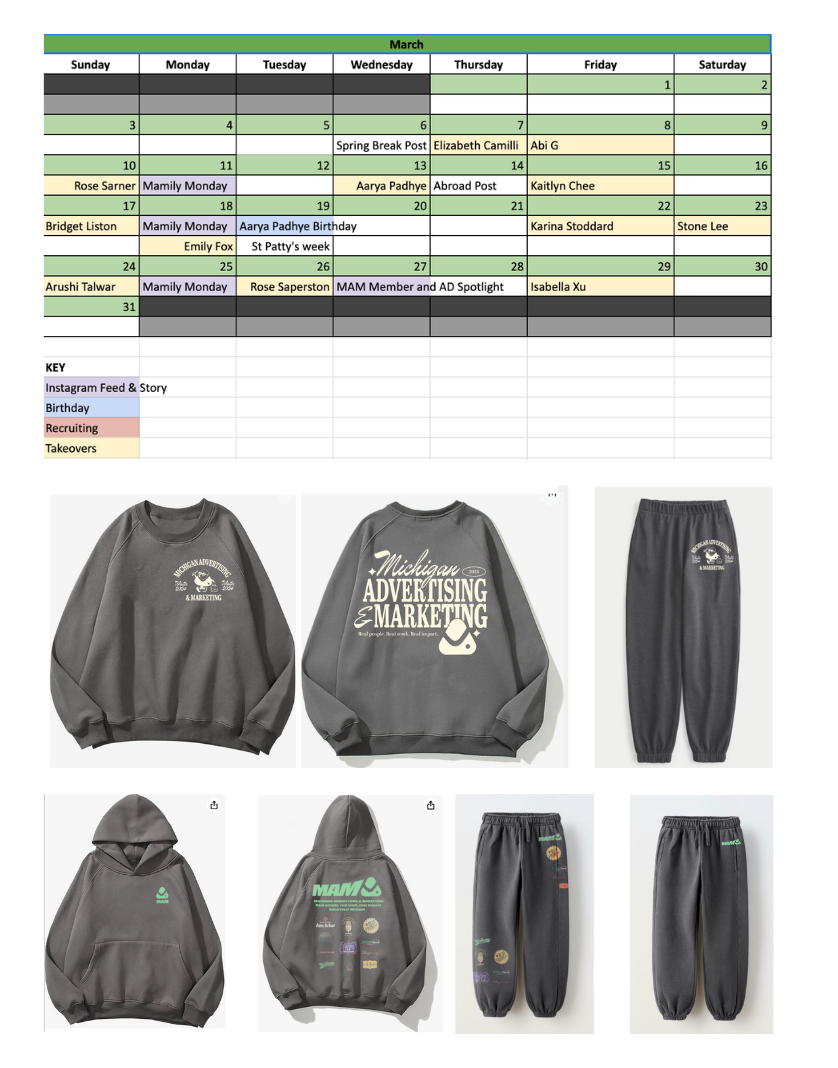 March
Sunday Monday Tuesday Wednesday Thursday Friday Saturday
1 2
3 4 5 6 7 8 9
Spring Break Post Elizabeth Camilli Abi G
10 11 12 13 14 15 16
Rose Sarner Mamily Monday Aarya Padhye Abroad Post Kaitlyn Chee
17 18 19 20 21 22 23
Bridget Liston Mamily Monday Aarya Padhye Birthday Karina Stoddard Stone Lee
Emily Fox St Patty's week
24 25 26 27 28 29 30
Arushi Talwar Mamily Monday Rose Saperston MAM Member and AD Spotlight Isabella Xu
31
KEY
Instagram Feed & Story
Birthday
Recruiting
Takeovers
MICHIGAN ADVERTISING
& MARKETING
Michigan
ADVERTISING
& MARKETING
Real people. Real work. Real impact.
MICHIGAN ADVERTISING
& MARKETING
MAM
MAM
MAM
MAM